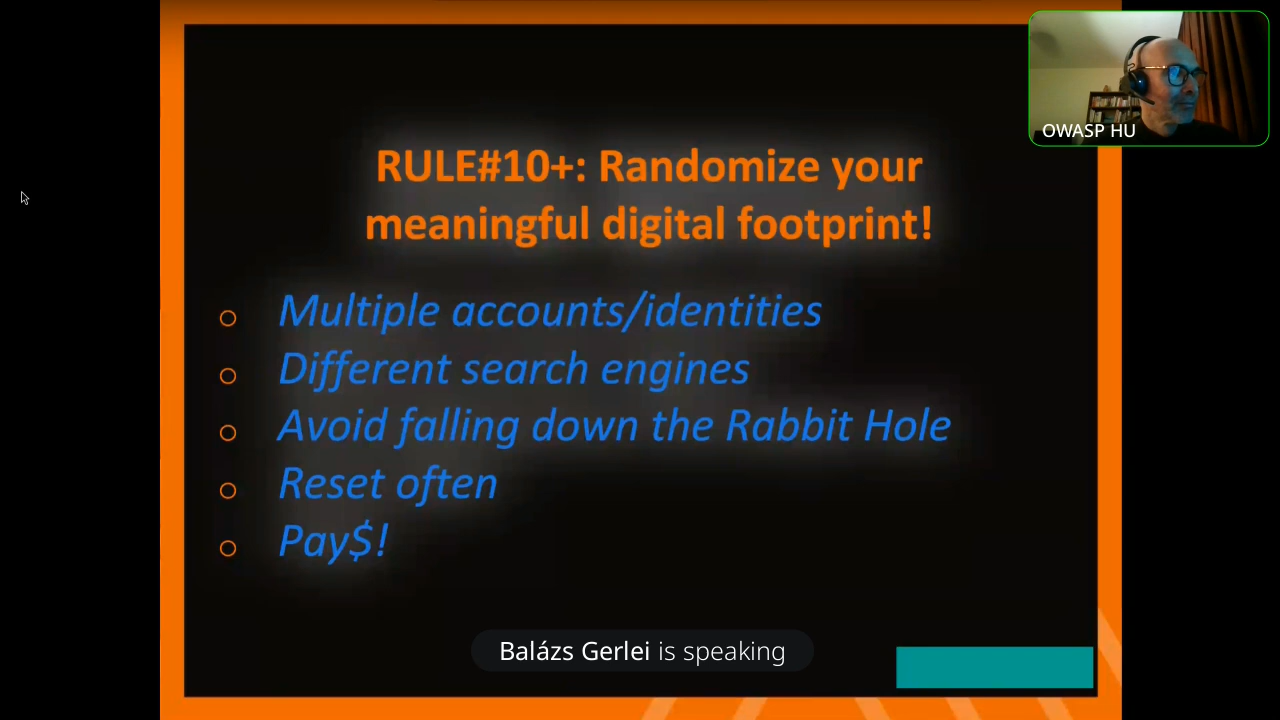 OWASP HU
RULE#10+: Randomize your
meaningful digital footprint!
Multiple accounts/identities
Different search engines
Avoid falling down the Rabbit Hole
Reset often
Pay$!
Balázs Gerlei is speaking